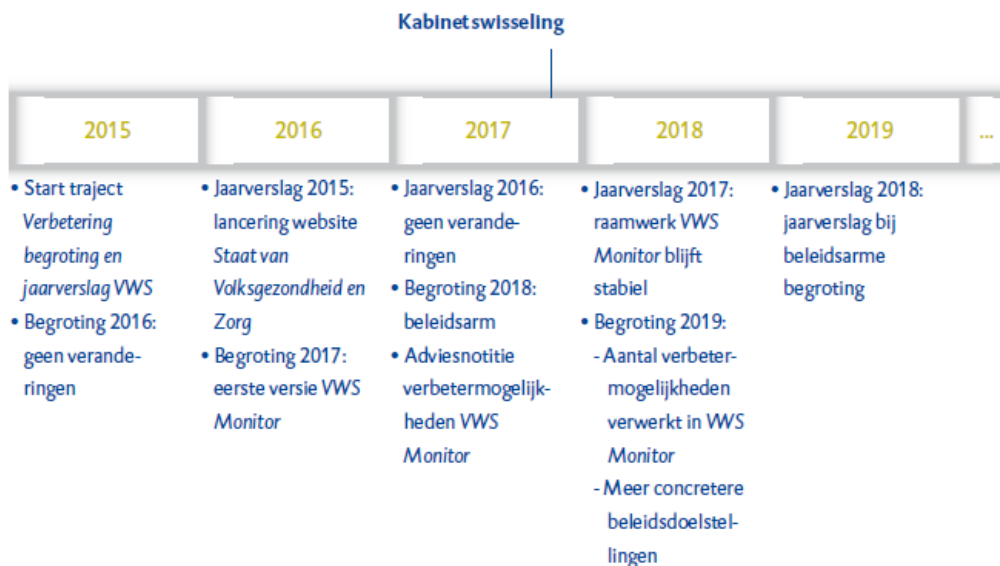 Kabinetswisseling
2015
2016
2017
2018
2019
...
• Start traject
Verbetering
begroting en
jaarverslag VWS
• Begroting 2016:
geen verande-
ringen
• Jaarverslag 2015:
lancering website
Staat van
Volksgezondheid en
Zorg
• Begroting 2017:
eerste versie VWS
Monitor
• Jaarverslag 2016:
geen verande-
ringen
• Begroting 2018:
beleidsarm
• Adviesnotitie
verbetermogelijk-
heden VWS
Monitor
• Jaarverslag 2017:
raamwerk VWS
Monitor blijft
stabiel
• Begroting 2019:
- Aantal verbeter-
mogelijkheden
verwerkt in VWS
Monitor
- Meer concretere
beleidsdoelstel-
lingen
• Jaarverslag 2018:
jaarverslag bij
beleidsarme
begroting